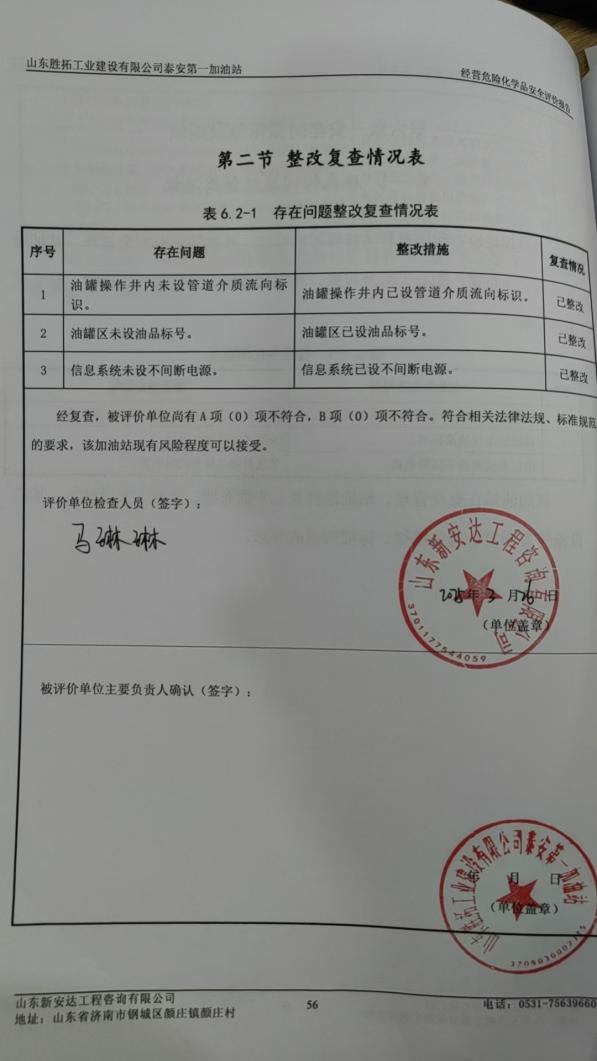 山东胜拓工业建设有限公司泰安第一加油站
经营危险化学品安全评价报告
第二节 整改复查情况表
表 6.2-1 存在问题整改复查情况表
序号 存在问题 整改措施 复查情况
1 油罐操作井内未设管道介质流向标识。 油罐操作井内已设管道介质流向标识。 已整改
2 油罐区未设油品标号。 油罐区已设油品标号。 已整改
3 信息系统未设不间断电源。 信息系统已设不间断电源。 已整改
经复查，被评价单位尚有 A 项（0）项不符合，B 项（0）项不符合。符合相关法律法规、标准规范
的要求，该加油站现有风险程度可以接受。
评价单位检查人员（签字）：
马琳琳
山东新安达工程咨询有限公司
年 3 月 26 日
（单位盖章）
3701177544059
被评价单位主要负责人确认（签字）：
山东胜拓工业建设有限公司泰安第一加油站
年 月 日
（单位盖章）
山东新安达工程咨询有限公司
地址：山东省济南市钢城区颜庄镇颜庄村
56
电话：0531-75639660